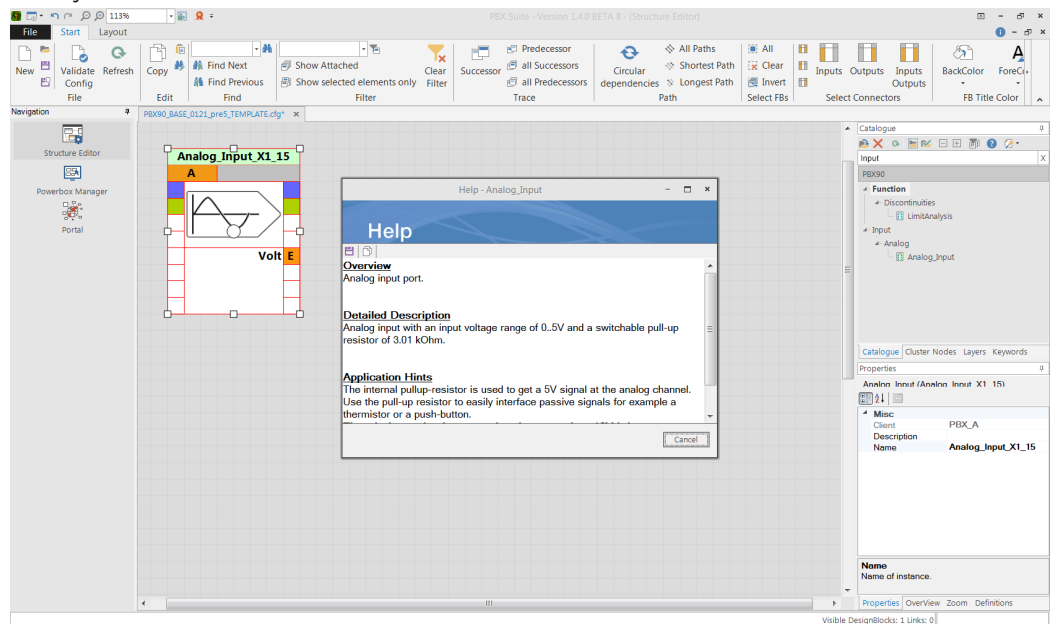 113%
PBX Suite - Version 1.4.0 BETA 8 - [Structure Editor]
File Start Layout
New
Validate Config
Refresh
File
Copy
Edit
Find Next
Find Previous
Find
Show Attached
Show selected elements only
Clear Filter
Filter
Successor
Predecessor
all Successors
all Predecessors
Trace
Circular dependencies
All Paths
Shortest Path
Longest Path
Path
All
Clear
Invert
Select FBs
Inputs
Outputs
Inputs Outputs
Select Connectors
BackColor
ForeCo
FB Title Color
Navigation
Structure Editor
Powerbox Manager
Portal
PBX90_BASE_0121_pre5_TEMPLATE.cfg*
Analog_Input_X1_15
A
Volt E
Help - Analog_Input
Help
Overview
Analog input port.
Detailed Description
Analog input with an input voltage range of 0..5V and a switchable pull-up
resistor of 3.01 kOhm.
Application Hints
The internal pullup-resistor is used to get a 5V signal at the analog channel.
Use the pull-up resistor to easily interface passive signals for example a
thermistor or a push-button.
Cancel
Catalogue
Input X
PBX90
Function
Discontinuities
LimitAnalysis
Input
Analog
Analog_Input
Catalogue Cluster Nodes Layers Keywords
Properties
Analog_Input (Analog_Input_X1_15)
Misc
Client PBX_A
Description
Name Analog_Input_X1_15
Name
Name of instance.
Properties OverView Zoom Definitions
Visible DesignBlocks: 1 Links: 0